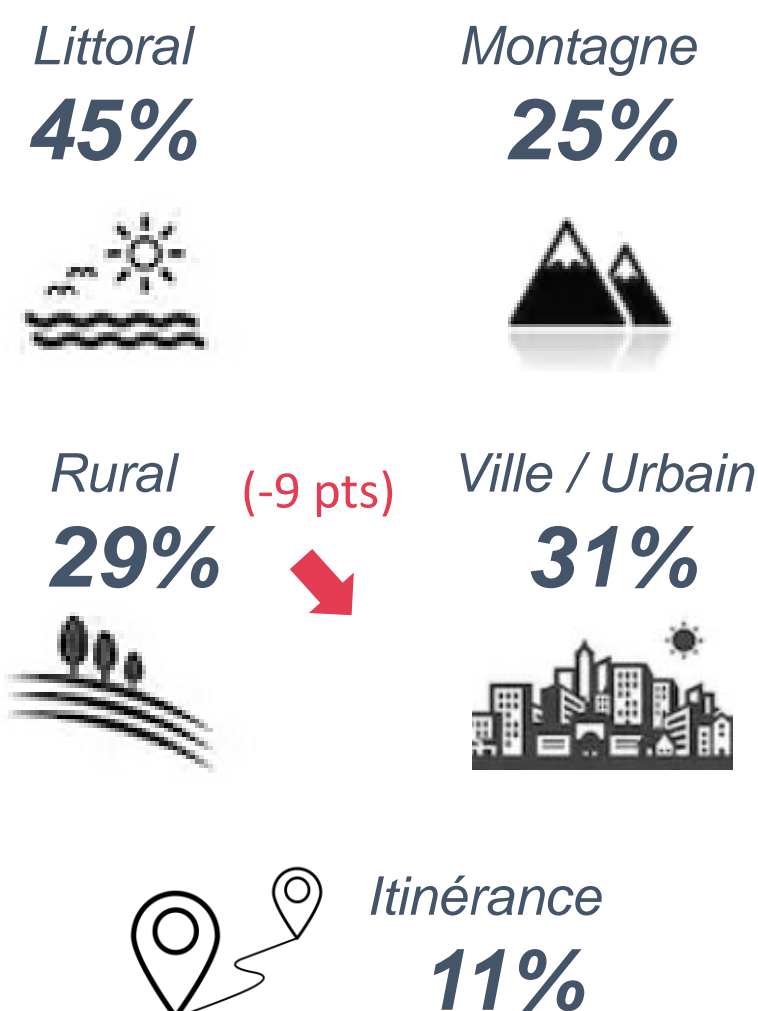 Littoral
45%
Montagne
25%
Rural
29%
(-9 pts)
Ville / Urbain
31%
Itinérance
11%